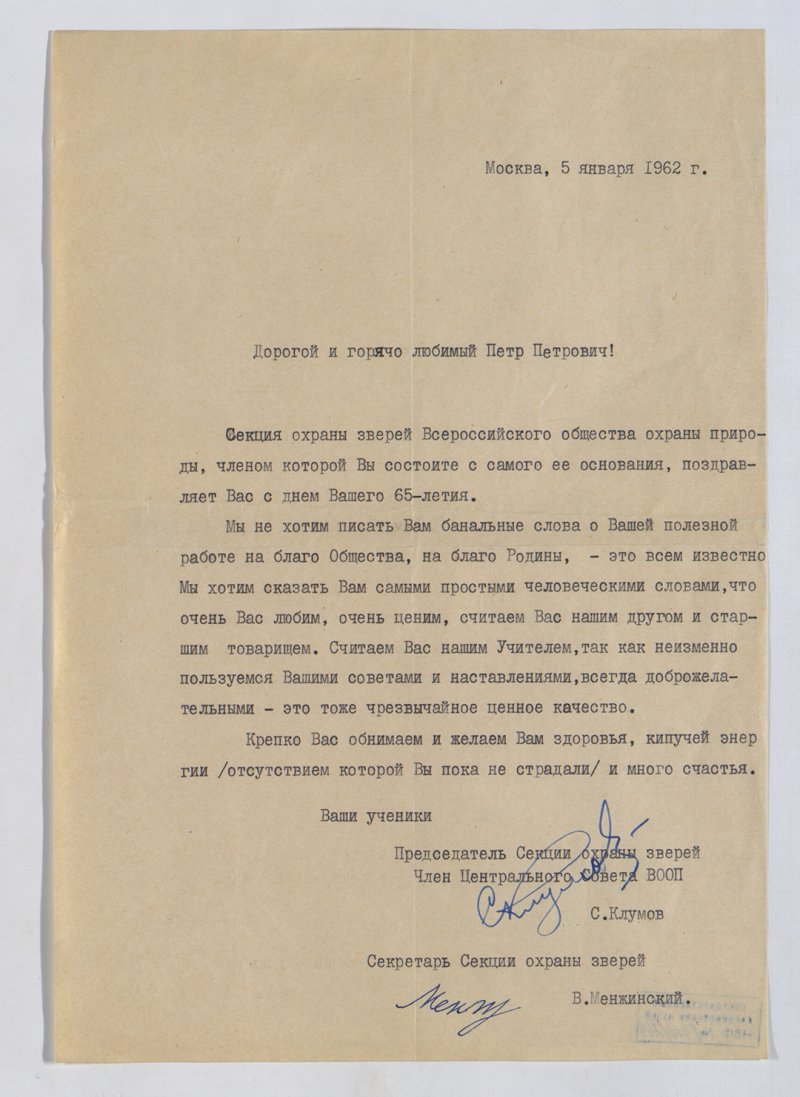 Москва, 5 января 1962 г.
Дорогой и горячо любимый Петр Петрович!
Секция охраны зверей Всероссийского общества охраны приро-
ды, членом которой Вы состоите с самого ее основания, поздрав-
ляет Вас с днем Вашего 65-летия.
Мы не хотим писать Вам банальные слова о Вашей полезной
работе на благо Общества, на благо Родины, - это всем известно
Мы хотим сказать Вам самыми простыми человеческими словами,что
очень Вас любим, очень ценим, считаем Вас нашим другом и стар-
шим товарищем. Считаем Вас нашим Учителем,так как неизменно
пользуемся Вашими советами и наставлениями,всегда доброжела-
тельными - это тоже чрезвычайное ценное качество.
Крепко Вас обнимаем и желаем Вам здоровья, кипучей энер
гии /отсутствием которой Вы пока не страдали/ и много счастья.
Ваши ученики
Председатель Секции охраны зверей
Член Центрального Совета ВООП
С.Клумов
Секретарь Секции охраны зверей
В.Менжинский.